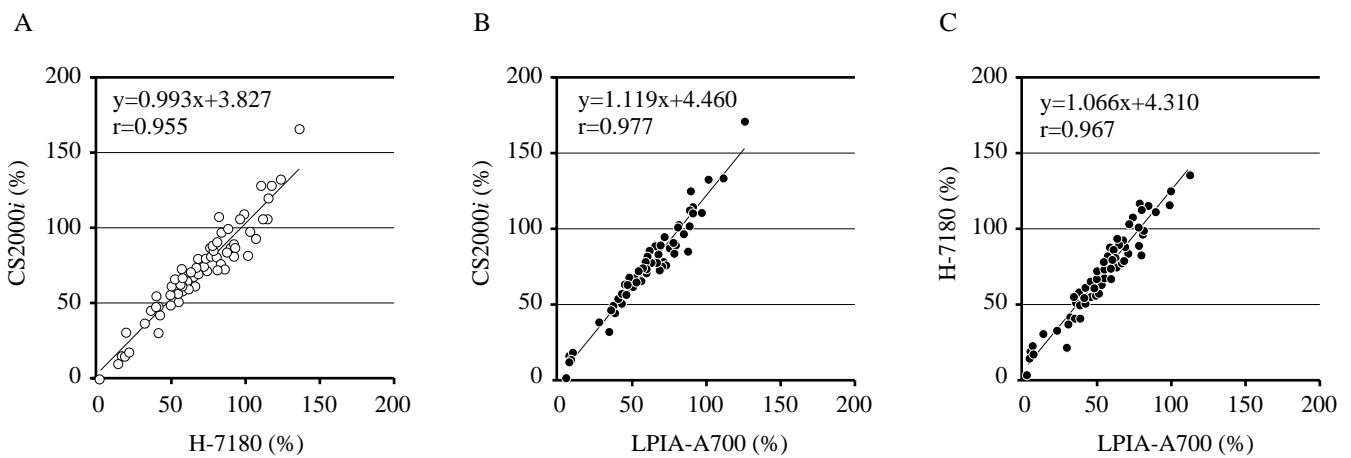 A
CS2000i (%)
200
150
100
50
0
y=0.993x+3.827
r=0.955
0 50 100 150 200
H-7180 (%)
B
CS2000i (%)
200
150
100
50
0
y=1.119x+4.460
r=0.977
0 50 100 150 200
LPIA-A700 (%)
C
H-7180 (%)
200
150
100
50
0
y=1.066x+4.310
r=0.967
0 50 100 150 200
LPIA-A700 (%)